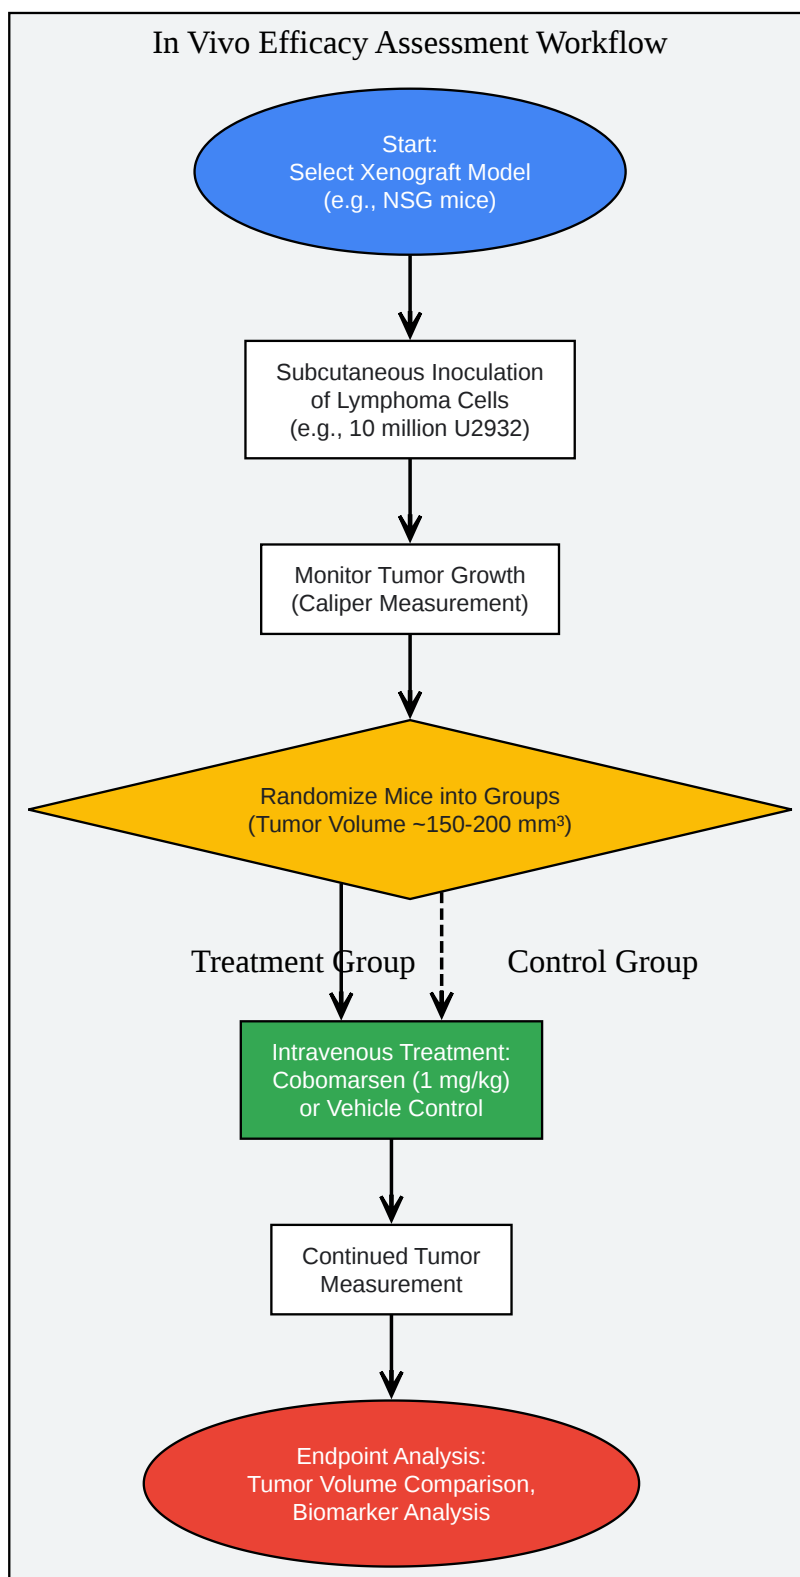 In Vivo Efficacy Assessment Workflow
Start:
Select Xenograft Model
(e.g., NSG mice)
Subcutaneous Inoculation
of Lymphoma Cells
(e.g., 10 million U2932)
Monitor Tumor Growth
(Caliper Measurement)
Randomize Mice into Groups
(Tumor Volume ~150-200 mm³)
Treatment Group
Control Group
Intravenous Treatment:
Cobomarsen (1 mg/kg)
or Vehicle Control
Continued Tumor
Measurement
Endpoint Analysis:
Tumor Volume Comparison,
Biomarker Analysis